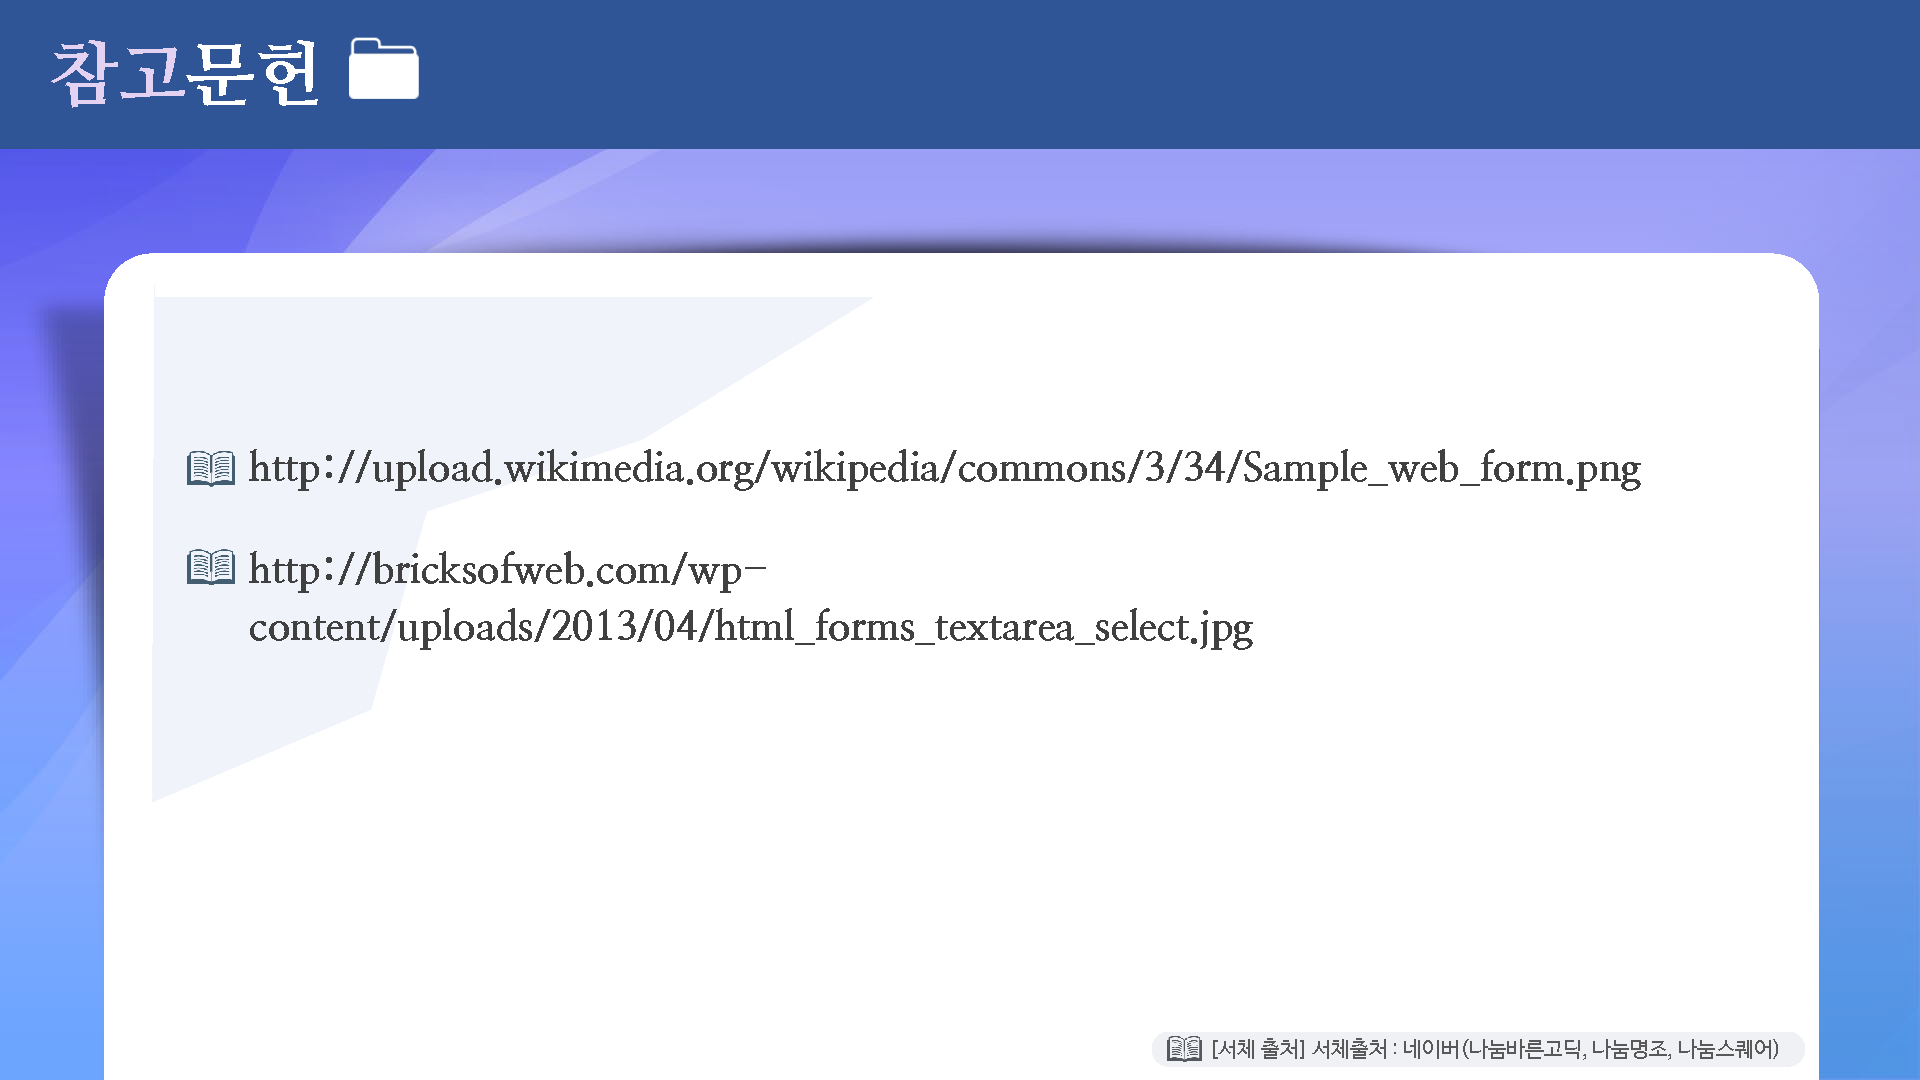 참고문헌
http://upload.wikimedia.org/wikipedia/commons/3/34/Sample_web_form.png
http://bricksofweb.com/wp-
content/uploads/2013/04/html_forms_textarea_select.jpg
[서체 출처] 서체출처 : 네이버(나눔바른고딕, 나눔명조, 나눔스퀘어)